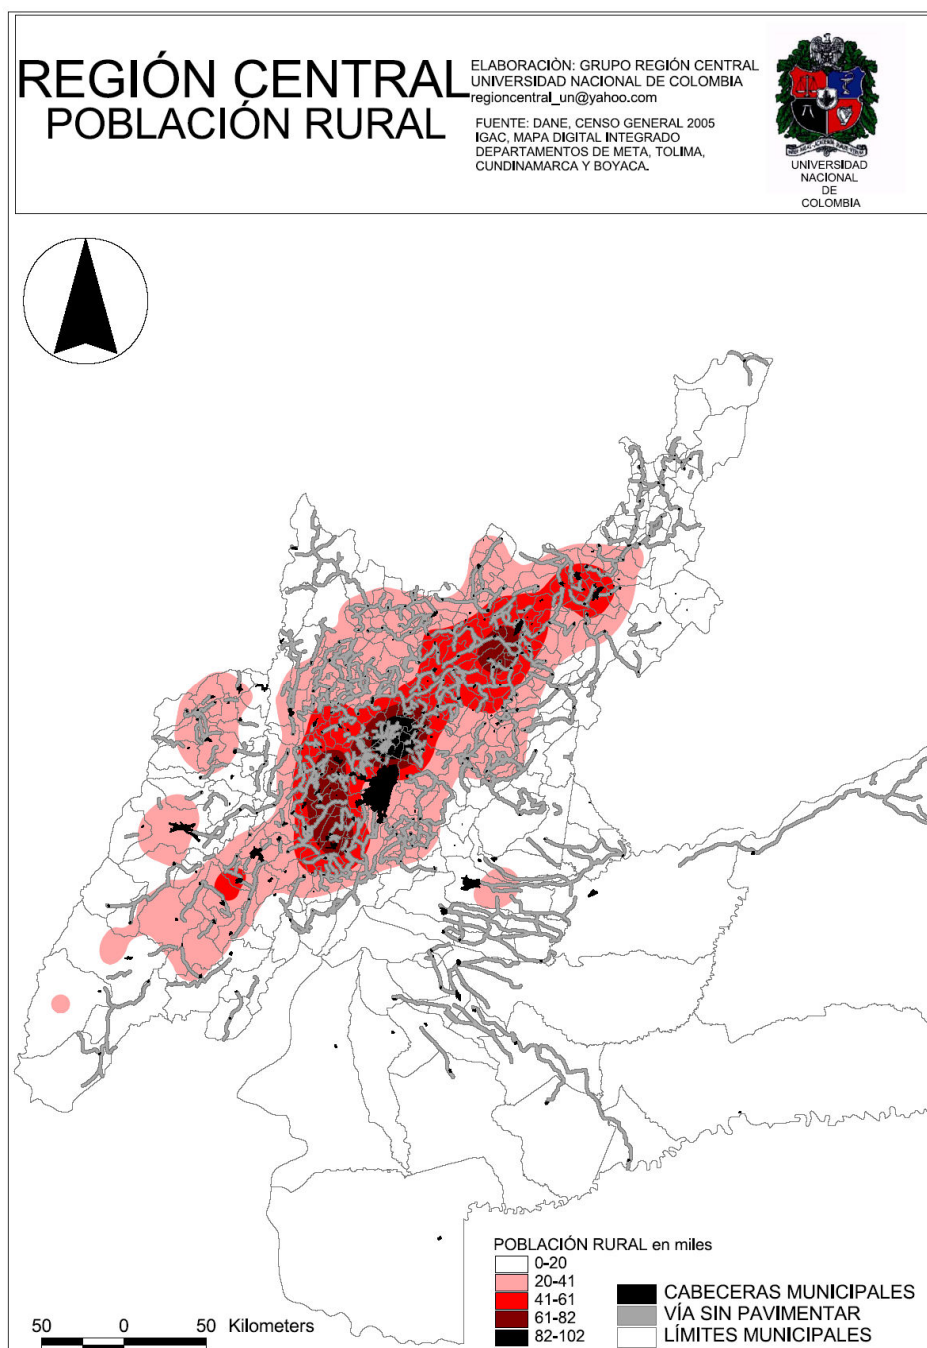 REGIÓN CENTRAL
POBLACIÓN RURAL
ELABORACIÒN: GRUPO REGIÓN CENTRAL
UNIVERSIDAD NACIONAL DE COLOMBIA
regioncentral_un@yahoo.com
FUENTE: DANE, CENSO GENERAL 2005
IGAC, MAPA DIGITAL INTEGRADO
DEPARTAMENTOS DE META, TOLIMA,
CUNDINAMARCA Y BOYACA.
UNIVERSIDAD
NACIONAL
DE
COLOMBIA
POBLACIÓN RURAL en miles
0-20
20-41
41-61
61-82
82-102
CABECERAS MUNICIPALES
VÍA SIN PAVIMENTAR
LÍMITES MUNICIPALES
50 0 50 Kilometers